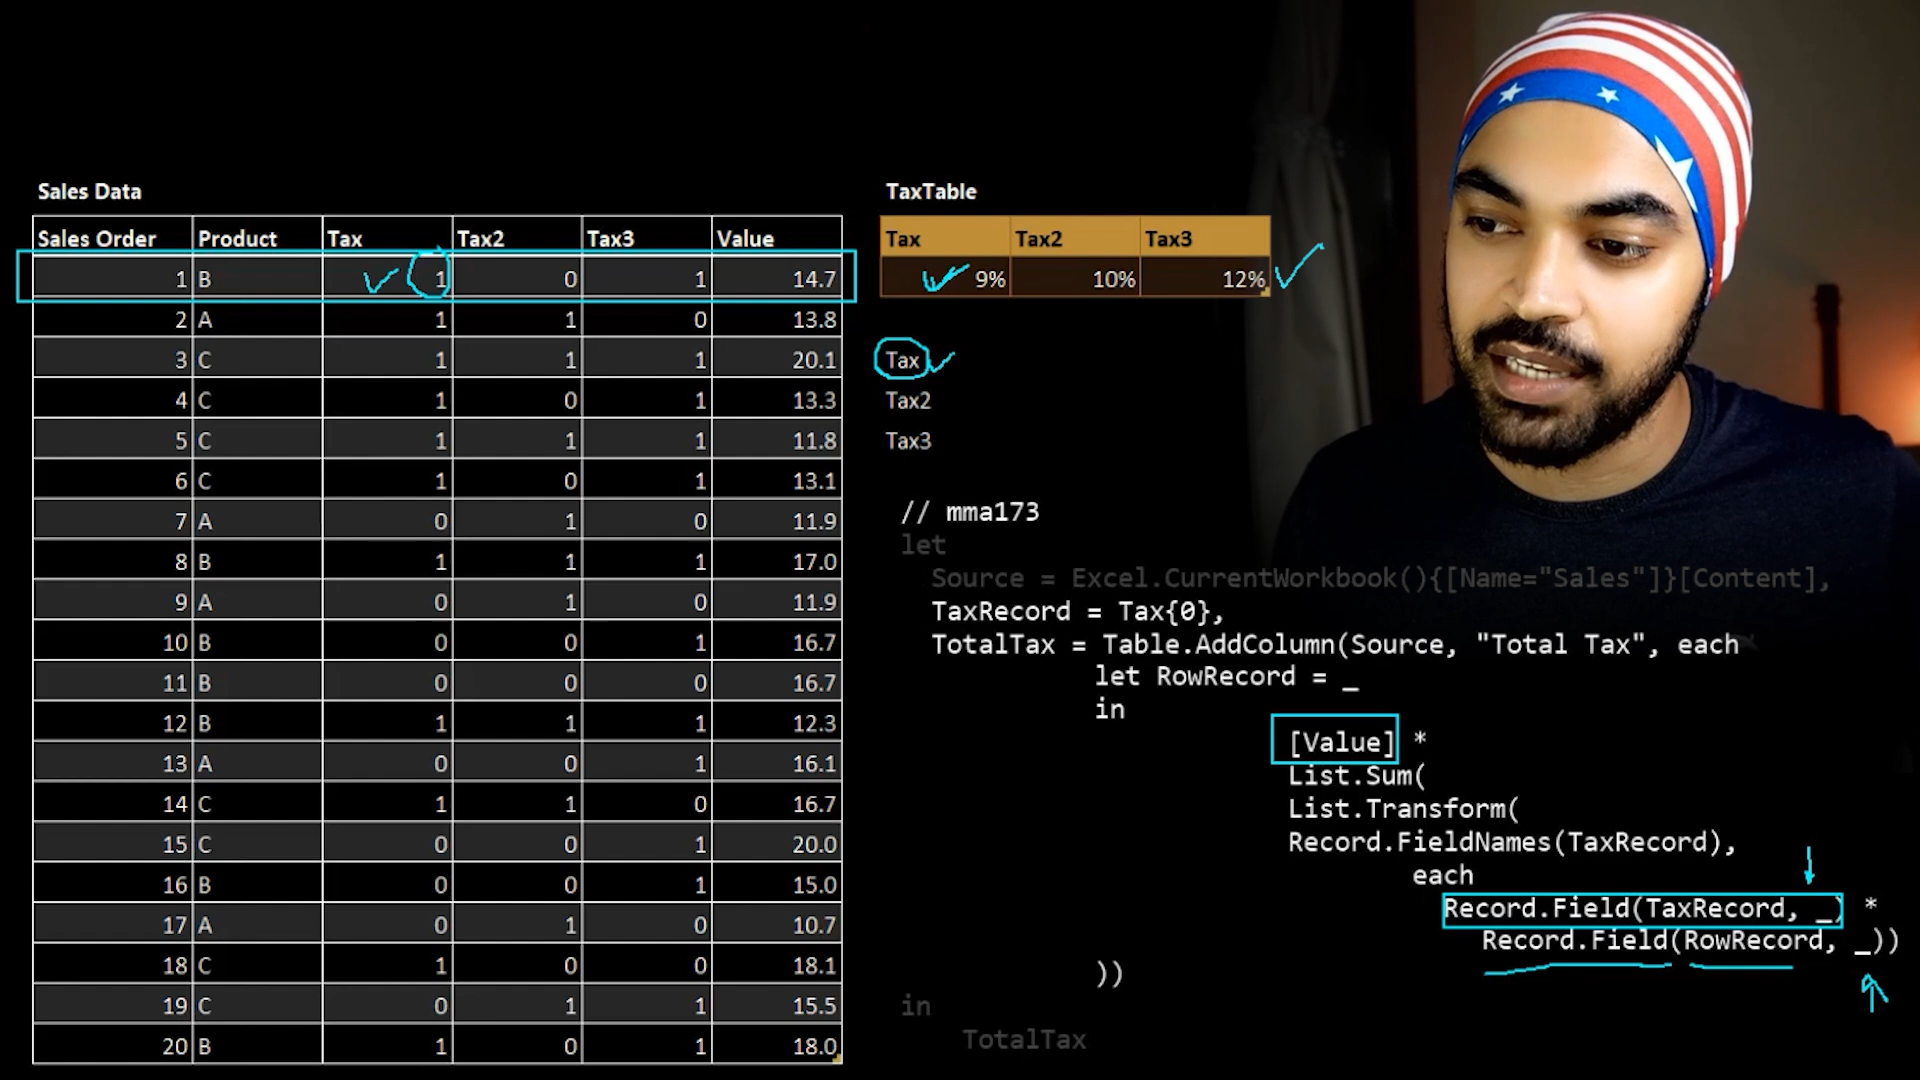 Sales Data
Sales Order Product Tax Tax2 Tax3 Value
1 B 1 0 1 14.7
2 A 1 1 0 13.8
3 C 1 1 1 20.1
4 C 1 0 1 13.3
5 C 1 1 1 11.8
6 C 1 0 1 13.1
7 A 0 1 0 11.9
8 B 1 1 1 17.0
9 A 0 1 0 11.9
10 B 0 0 1 16.7
11 B 0 0 0 16.7
12 B 1 1 1 12.3
13 A 0 0 1 16.1
14 C 1 1 0 16.7
15 C 0 0 1 20.0
16 B 0 0 1 15.0
17 A 0 1 0 10.7
18 C 1 0 0 18.1
19 C 0 1 1 15.5
20 B 1 0 1 18.0
TaxTable
Tax Tax2 Tax3
9% 10% 12%
Tax
Tax2
Tax3
// mma173
let
Source = Excel.CurrentWorkbook(){[Name="Sales"]}[Content],
TaxRecord = Tax{0},
TotalTax = Table.AddColumn(Source, "Total Tax", each
let RowRecord = _
in
[Value] *
List.Sum(
List.Transform(
Record.FieldNames(TaxRecord),
each
Record.Field(TaxRecord, _) *
Record.Field(RowRecord, _))
))
in
TotalTax